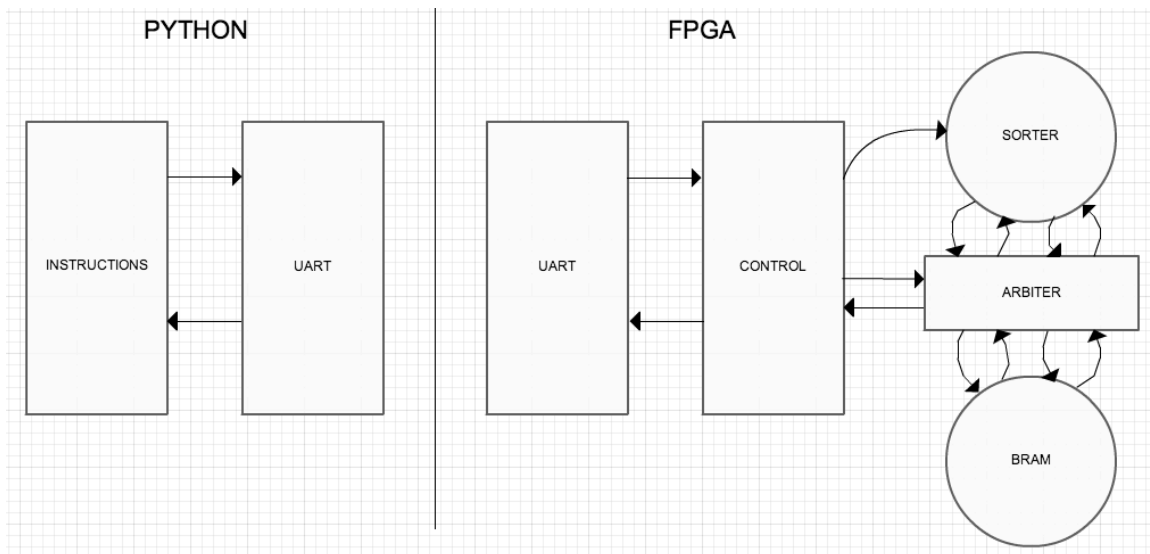 PYTHON
FPGA
INSTRUCTIONS
UART
UART
CONTROL
SORTER
ARBITER
BRAM